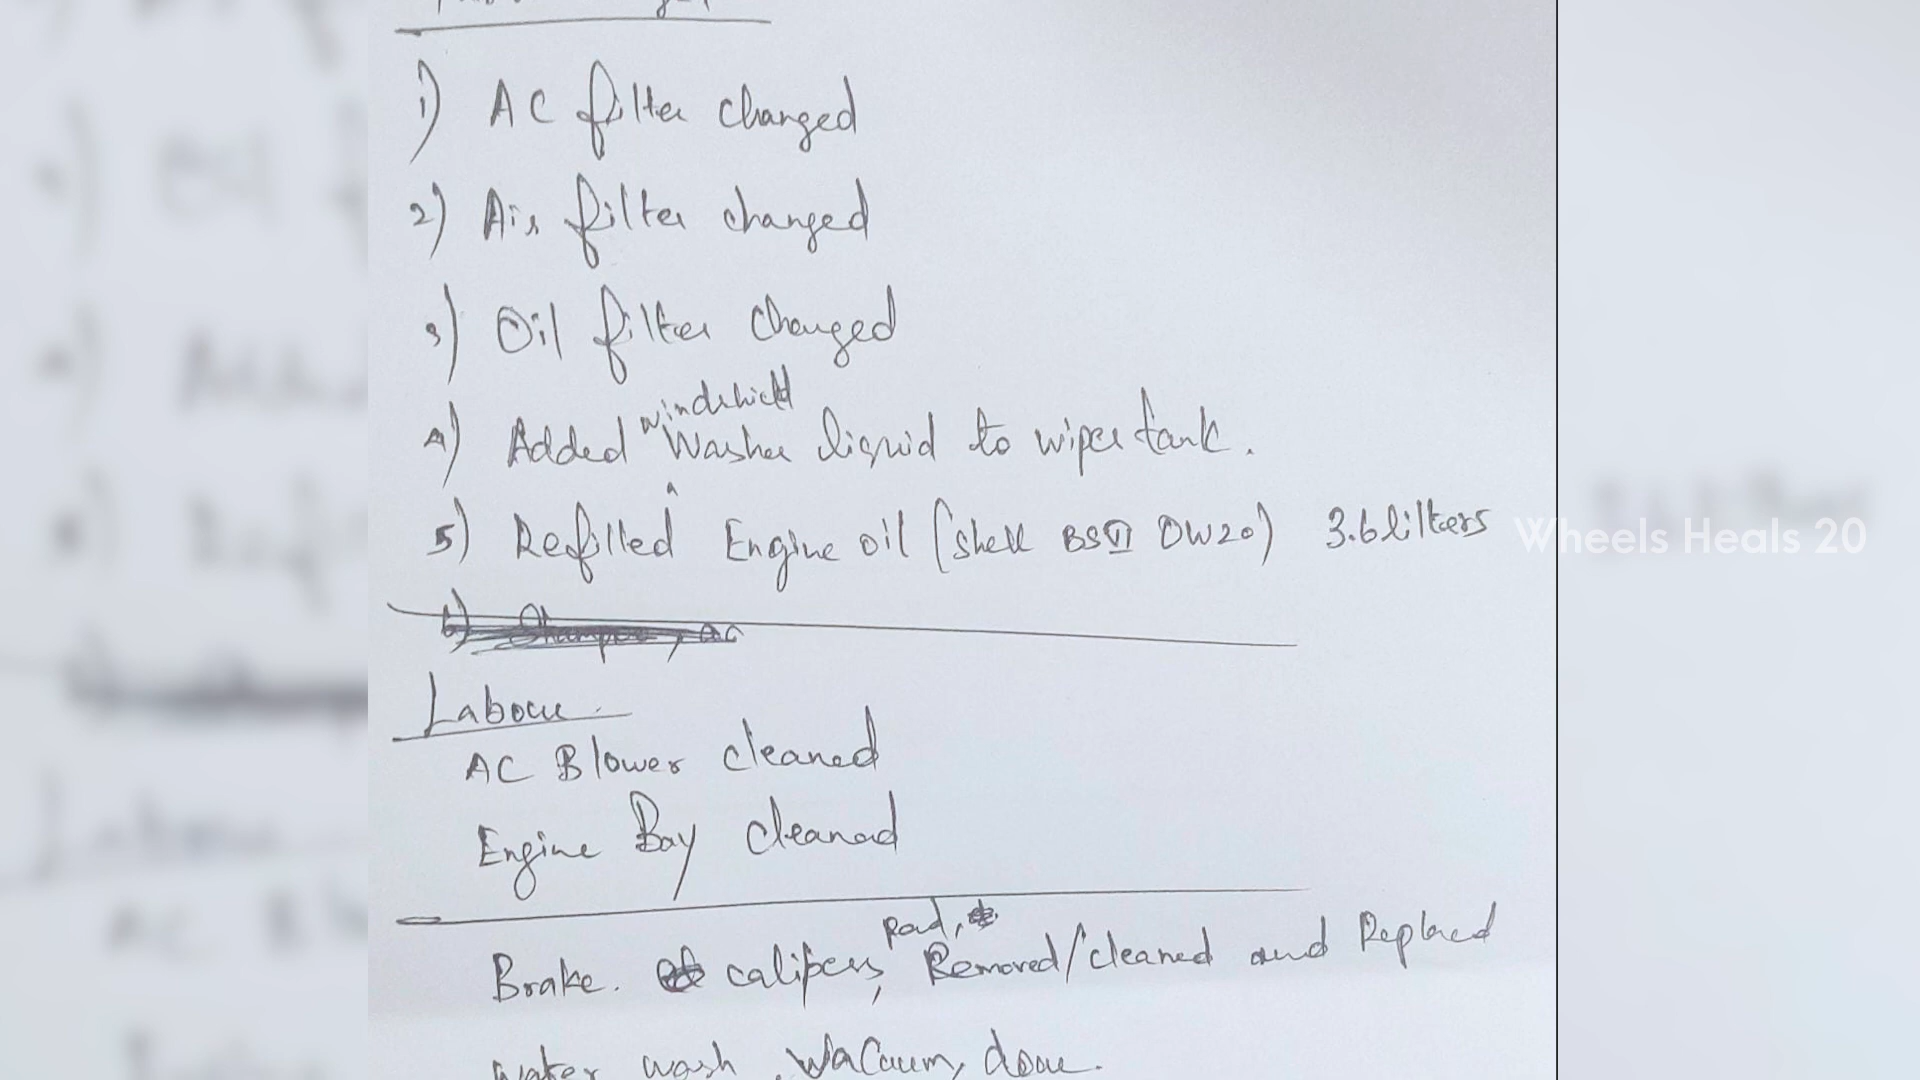 1) AC filter changed
2) Air filter changed
3) Oil filter changed
4) Added windshield Washer liquid to wiper tank.
5) Refilled Engine oil (shell BSVI 0W20) 3.6 liters
Wheels Heals 20
Labour
AC Blower cleaned
Engine Bay cleaned
Brake. calipers, pad, Removed/cleaned and Replaced
Water wash, Vacuum, done.